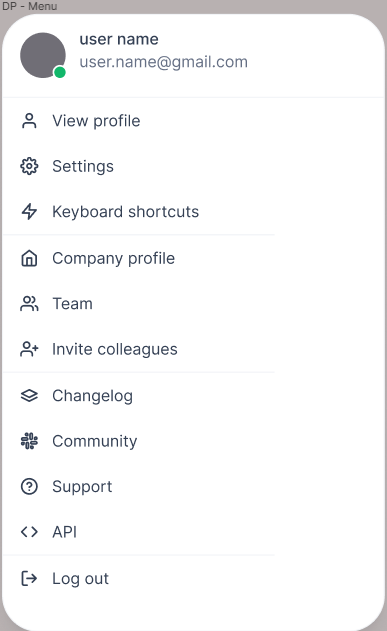 DP - Menu
user name
user.name@gmail.com
View profile
Settings
Keyboard shortcuts
Company profile
Team
Invite colleagues
Changelog
Community
Support
API
Log out